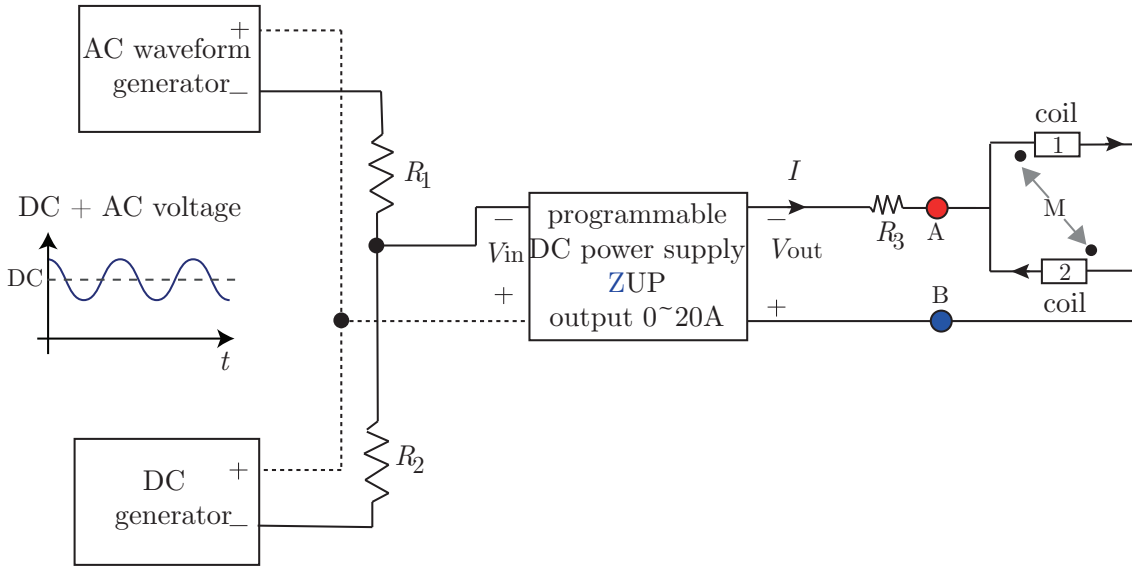 +
AC waveform
generator−
R1
DC + AC voltage
DC
t
+
DC
generator−
R2
−
Vin
+
programmable
DC power supply
ZUP
output 0~20A
I
−
Vout
+
R3
A
B
coil
1
M
2
coil